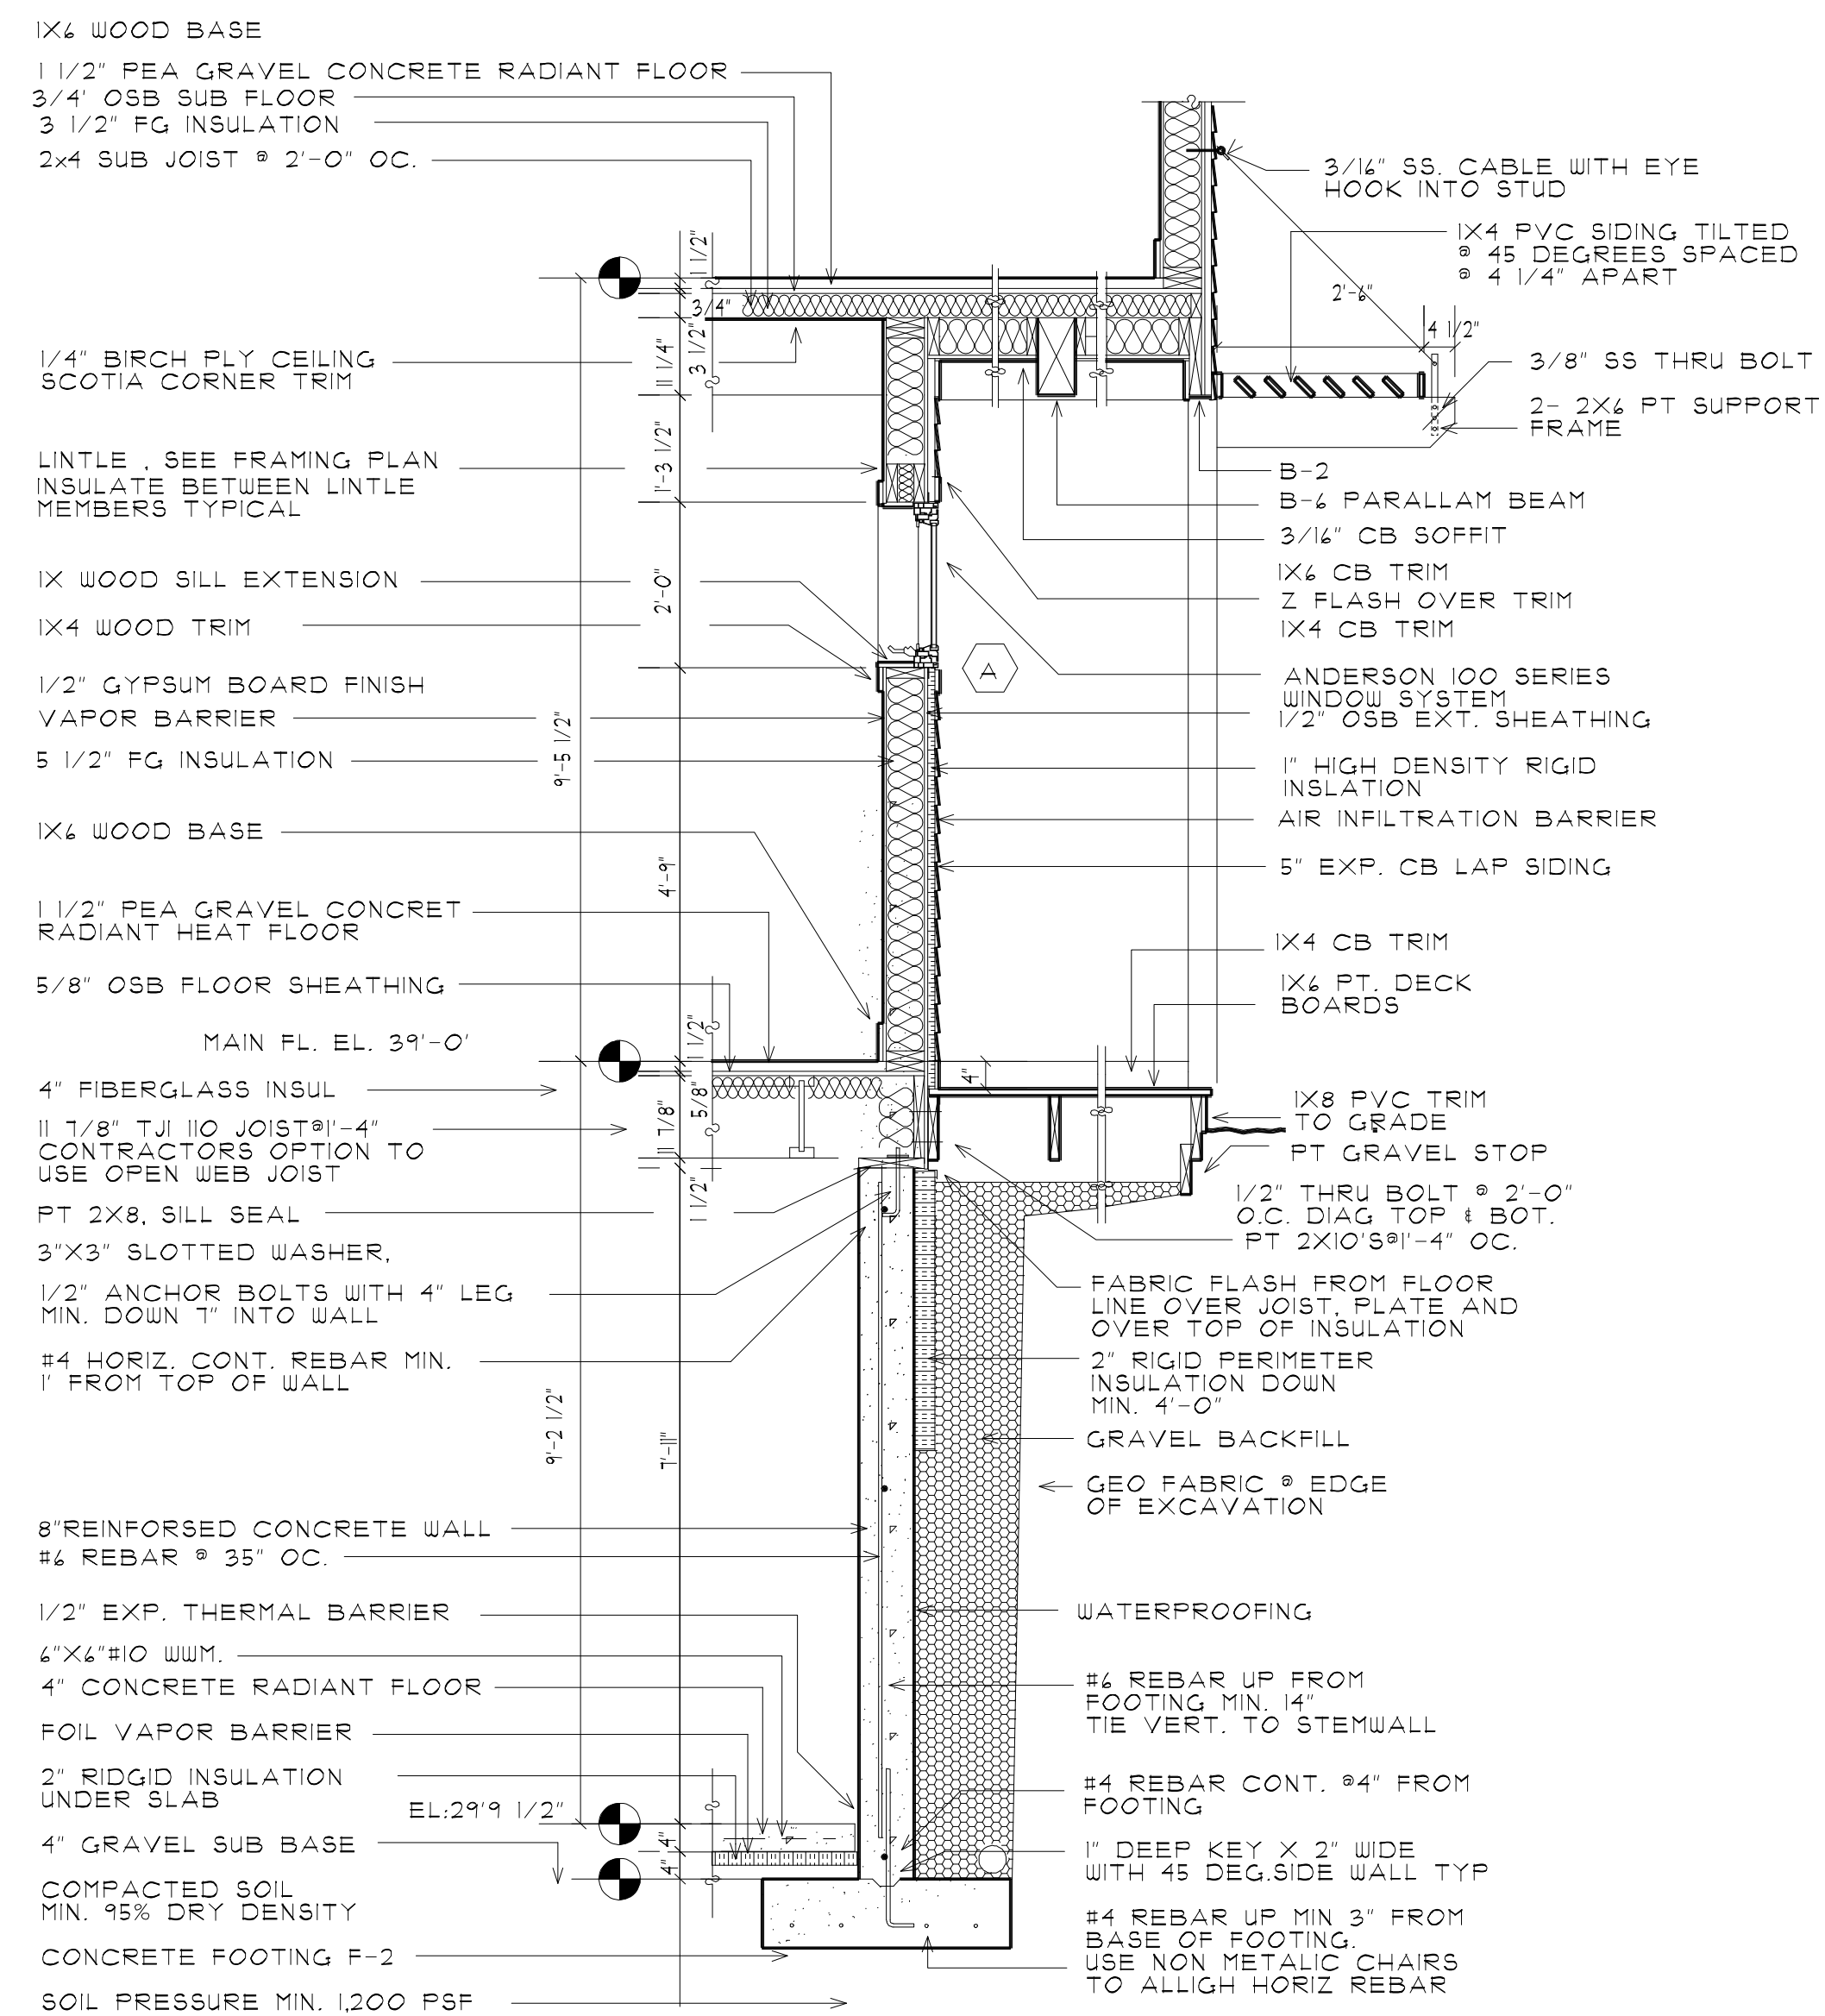 1X6 WOOD BASE
1 1/2" PEA GRAVEL CONCRETE RADIANT FLOOR
3/4' OSB SUB FLOOR
3 1/2" FG INSULATION
2x4 SUB JOIST @ 2'-0" OC.
1/4" BIRCH PLY CEILING
SCOTIA CORNER TRIM
LINTLE , SEE FRAMING PLAN
INSULATE BETWEEN LINTLE
MEMBERS TYPICAL
1X WOOD SILL EXTENSION
1X4 WOOD TRIM
1/2" GYPSUM BOARD FINISH
VAPOR BARRIER
5 1/2" FG INSULATION
1X6 WOOD BASE
1 1/2" PEA GRAVEL CONCRET
RADIANT HEAT FLOOR
5/8" OSB FLOOR SHEATHING
MAIN FL. EL. 39'-0'
4" FIBERGLASS INSUL
11 7/8" TJI 110 JOIST@1'-4"
CONTRACTORS OPTION TO
USE OPEN WEB JOIST
PT 2X8, SILL SEAL
3"X3" SLOTTED WASHER,
1/2" ANCHOR BOLTS WITH 4" LEG
MIN. DOWN 7" INTO WALL
#4 HORIZ. CONT. REBAR MIN.
1' FROM TOP OF WALL
8"REINFORSED CONCRETE WALL
#6 REBAR @ 35" OC.
1/2" EXP. THERMAL BARRIER
6"X6"#10 WWM.
4" CONCRETE RADIANT FLOOR
FOIL VAPOR BARRIER
2" RIDGID INSULATION
UNDER SLAB
EL:29'9 1/2"
4" GRAVEL SUB BASE
COMPACTED SOIL
MIN. 95% DRY DENSITY
CONCRETE FOOTING F-2
SOIL PRESSURE MIN. 1,200 PSF
1 1/2"
3/4"
3 1/2"
11 1/4"
1'-3 1/2"
2'-0"
9'-5 1/2"
4'-9"
1 1/2"
5/8"
11 7/8"
1 1/2"
9'-2 1/2"
7'-11"
4"
4"
4"
A
3/16" SS. CABLE WITH EYE
HOOK INTO STUD
1X4 PVC SIDING TILTED
@ 45 DEGREES SPACED
@ 4 1/4" APART
2'-6"
4 1/2"
3/8" SS THRU BOLT
2- 2X6 PT SUPPORT
FRAME
B-2
B-6 PARALLAM BEAM
3/16" CB SOFFIT
1X6 CB TRIM
Z FLASH OVER TRIM
1X4 CB TRIM
ANDERSON 100 SERIES
WINDOW SYSTEM
1/2" OSB EXT. SHEATHING
1" HIGH DENSITY RIGID
INSLATION
AIR INFILTRATION BARRIER
5" EXP. CB LAP SIDING
1X4 CB TRIM
1X6 PT. DECK
BOARDS
1X8 PVC TRIM
TO GRADE
PT GRAVEL STOP
1/2" THRU BOLT @ 2'-0"
O.C. DIAG TOP & BOT.
PT 2X10'S@1'-4" OC.
FABRIC FLASH FROM FLOOR
LINE OVER JOIST, PLATE AND
OVER TOP OF INSULATION
2" RIGID PERIMETER
INSULATION DOWN
MIN. 4'-0"
GRAVEL BACKFILL
GEO FABRIC @ EDGE
OF EXCAVATION
WATERPROOFING
#6 REBAR UP FROM
FOOTING MIN. 14"
TIE VERT. TO STEMWALL
#4 REBAR CONT. @4" FROM
FOOTING
1" DEEP KEY X 2" WIDE
WITH 45 DEG.SIDE WALL TYP
#4 REBAR UP MIN 3" FROM
BASE OF FOOTING.
USE NON METALIC CHAIRS
TO ALLIGH HORIZ REBAR